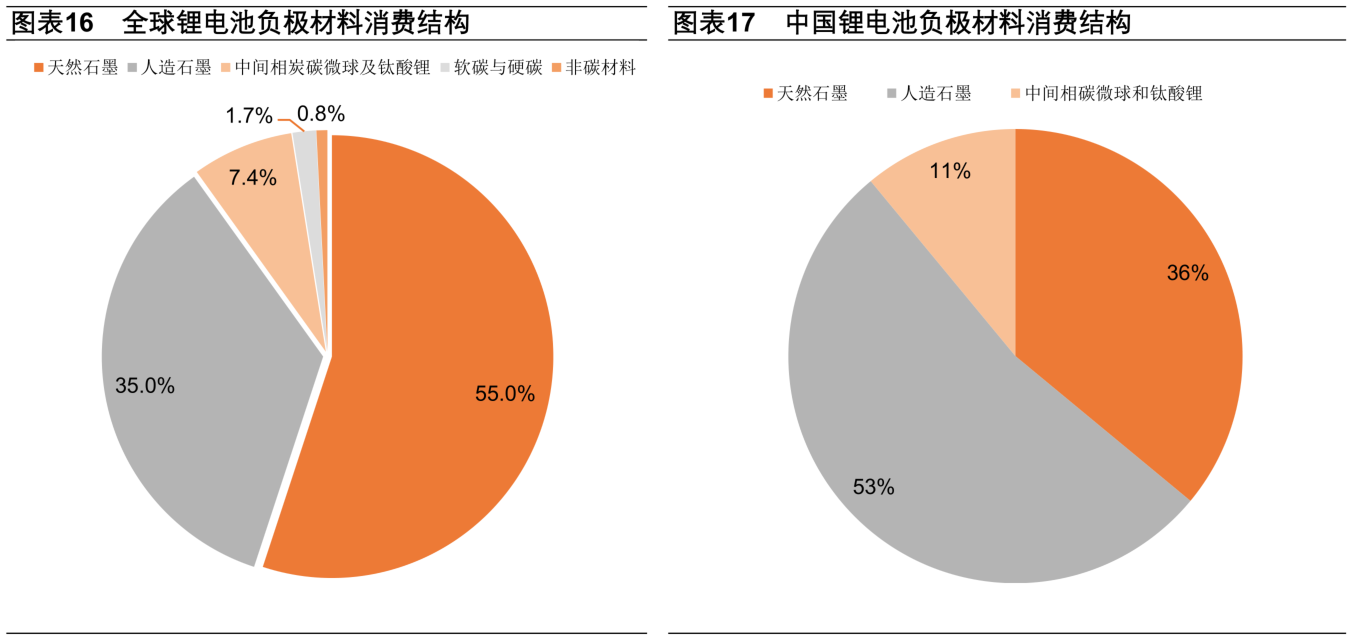 图表16 全球锂电池负极材料消费结构
天然石墨 人造石墨 中间相炭碳微球及钛酸锂 软碳与硬碳 非碳材料
1.7% 0.8%
7.4%
35.0%
55.0%
图表17 中国锂电池负极材料消费结构
天然石墨 人造石墨 中间相碳微球和钛酸锂
11%
36%
53%